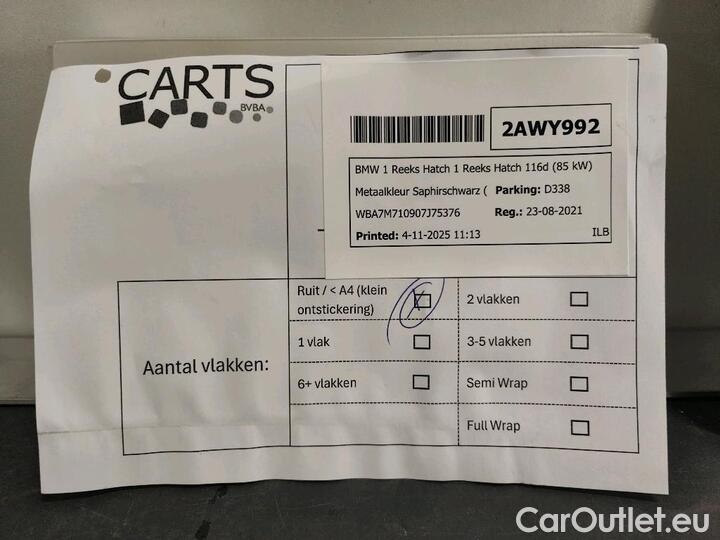 CARTS
BVBA
2AWY992
BMW 1 Reeks Hatch 1 Reeks Hatch 116d (85 kW)
Metaalkleur Saphirschwarz ( Parking: D338
WBA7M710907J75376 Reg.: 23-08-2021
Printed: 4-11-2025 11:13 ILB
Aantal vlakken:
Ruit / < A4 (klein
ontstickering)
2 vlakken
1 vlak
3-5 vlakken
6+ vlakken
Semi Wrap
Full Wrap
CarOutlet.eu